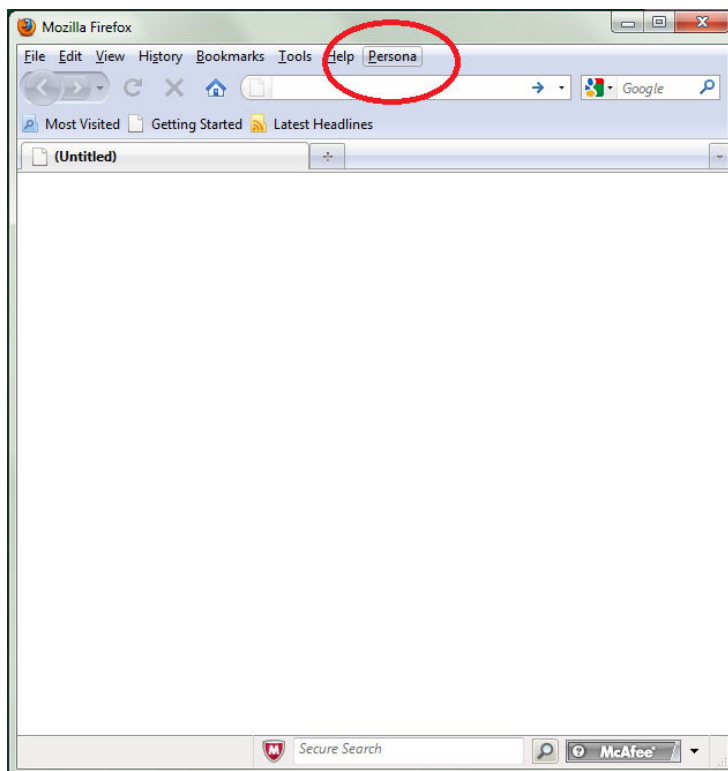 Mozilla Firefox
File Edit View History Bookmarks Tools Help Persona
Google
Most Visited Getting Started Latest Headlines
(Untitled)
Secure Search McAfee